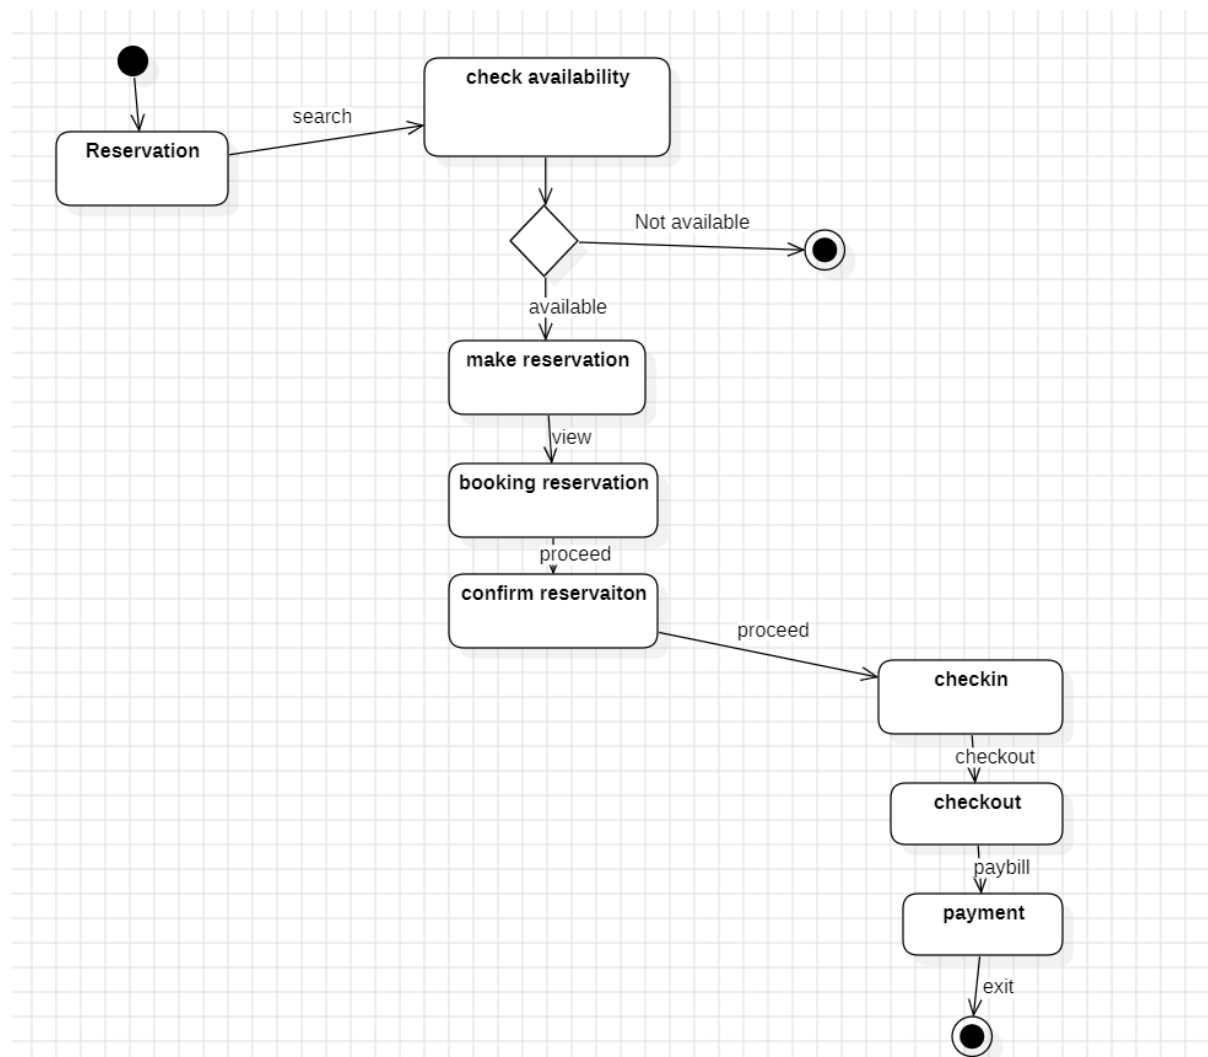 check availability
search
Reservation
Not available
available
make reservation
view
booking reservation
proceed
confirm reservaiton
proceed
checkin
checkout
checkout
paybill
payment
exit